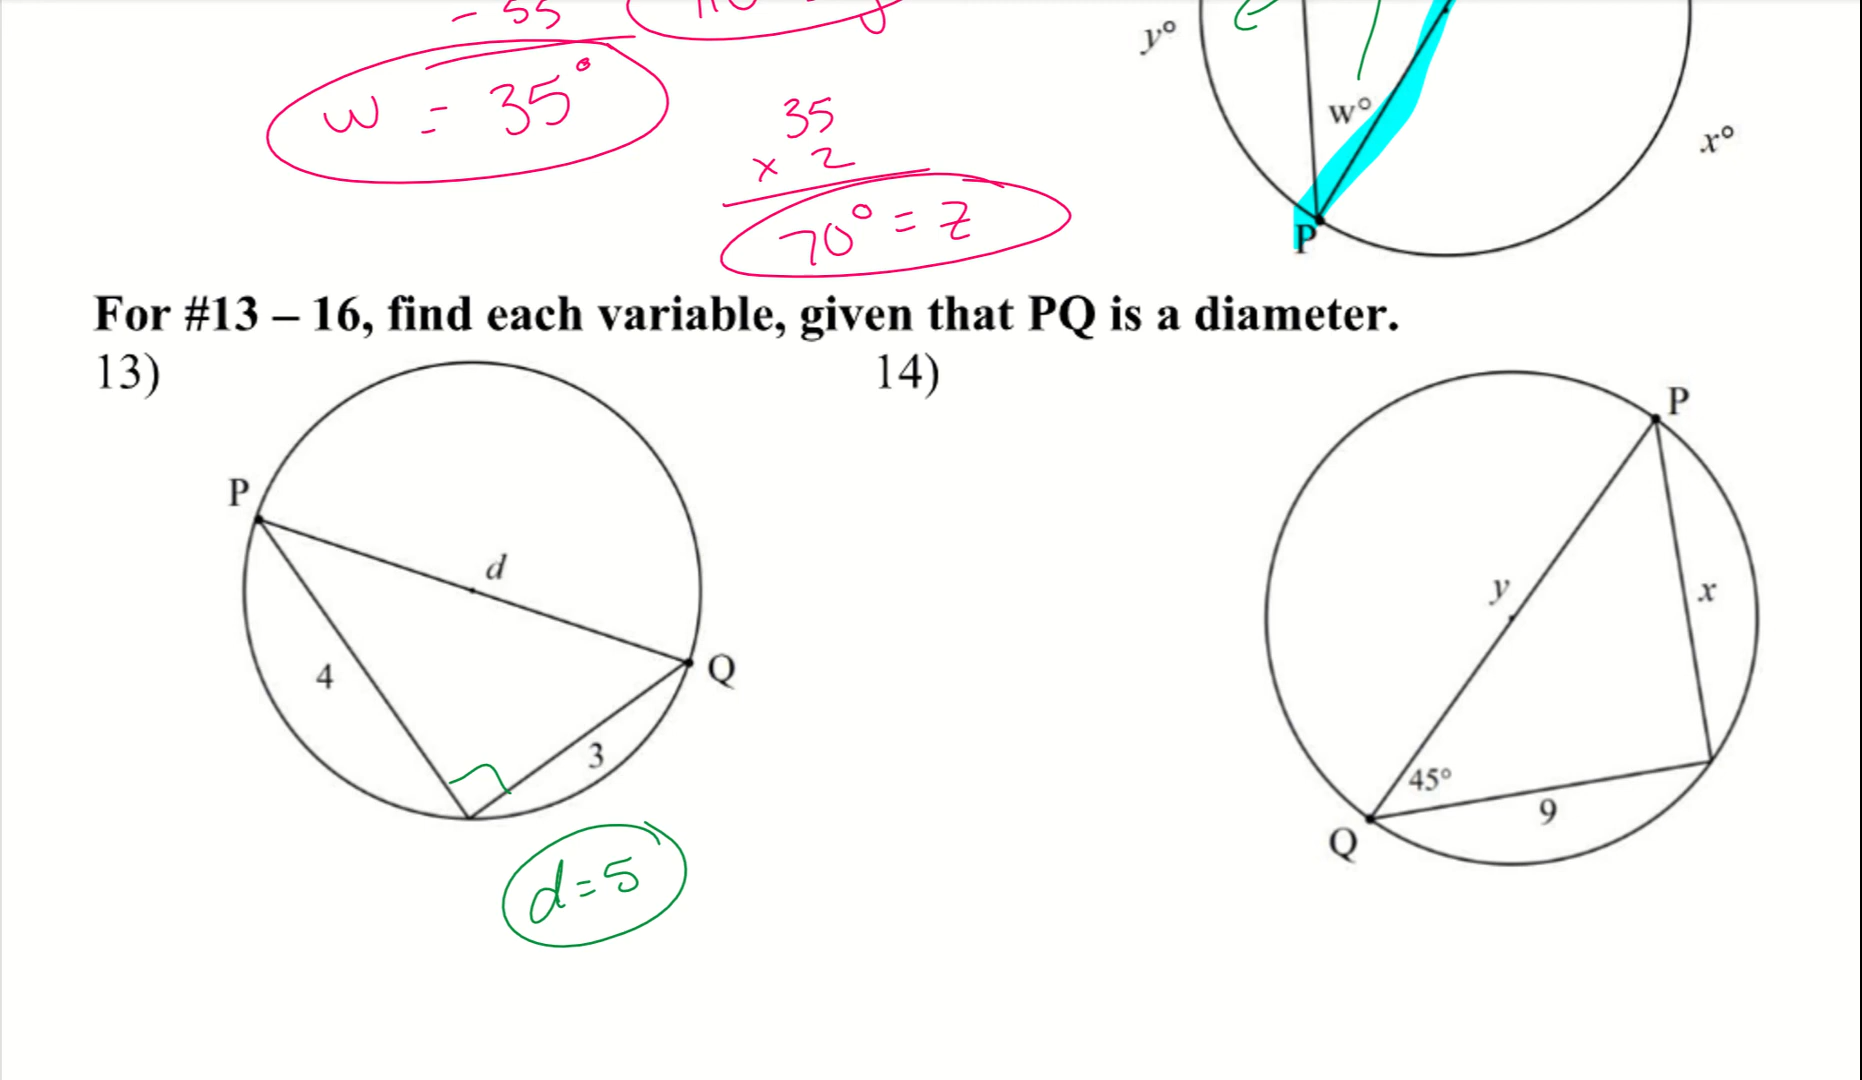 - 55
w = 35°
35
x 2
70° = z
y°
w°
x°
P
For #13 – 16, find each variable, given that PQ is a diameter.
13)
14)
P
d
Q
4
3
d=5
P
y
x
45°
9
Q